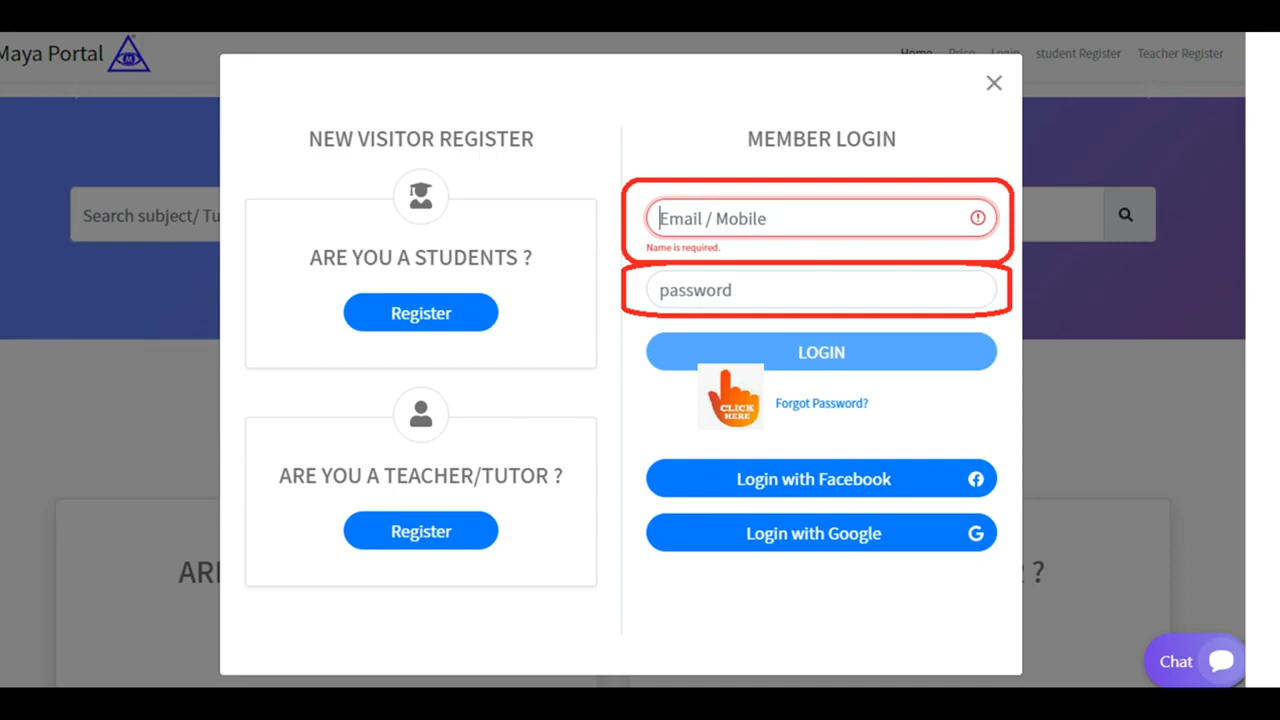 Maya Portal
M
Home Price Login student Register Teacher Register
Search subject/ Tu
NEW VISITOR REGISTER
ARE YOU A STUDENTS ?
Register
ARE YOU A TEACHER/TUTOR ?
Register
MEMBER LOGIN
Email / Mobile
Name is required.
password
LOGIN
CLICK
HERE
Forgot Password?
Login with Facebook
Login with Google
?
Chat